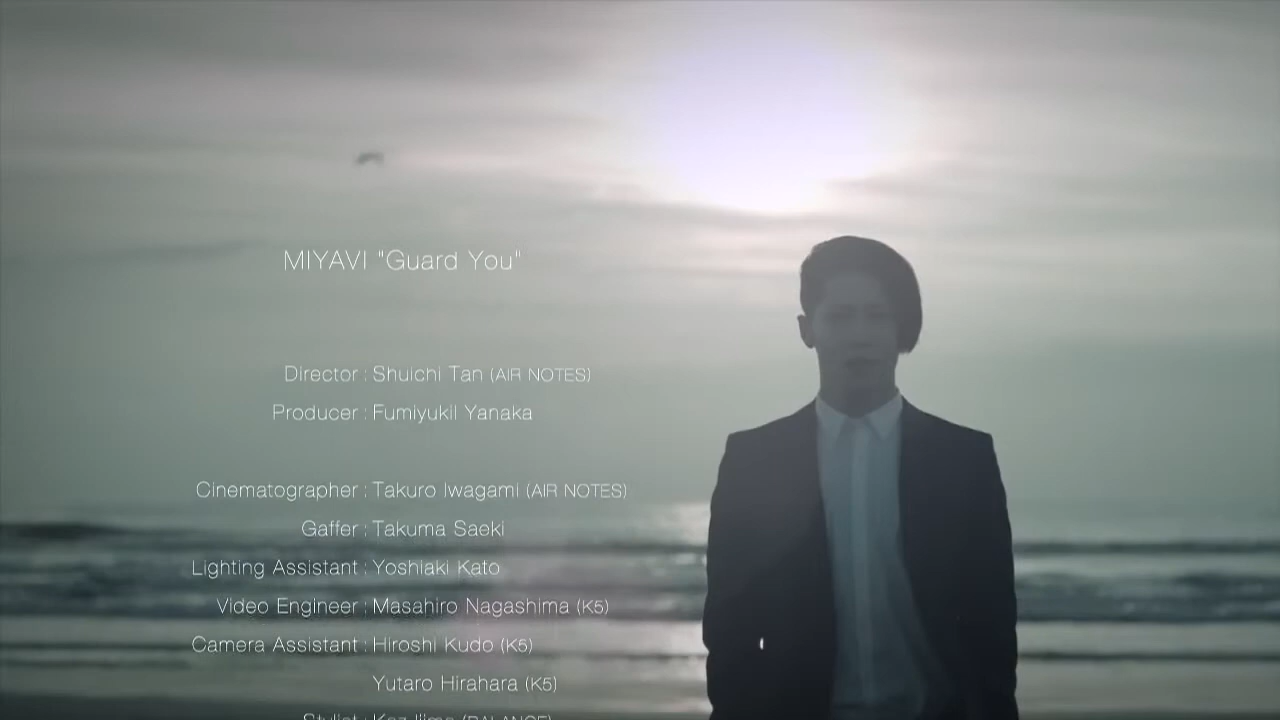 MIYAVI "Guard You"
Director : Shuichi Tan (AIR NOTES)
Producer : Fumiyukil Yanaka
Cinematographer : Takuro Iwagami (AIR NOTES)
Gaffer : Takuma Saeki
Lighting Assistant : Yoshiaki Kato
Video Engineer : Masahiro Nagashima (K5)
Camera Assistant : Hiroshi Kudo (K5)
Yutaro Hirahara (K5)